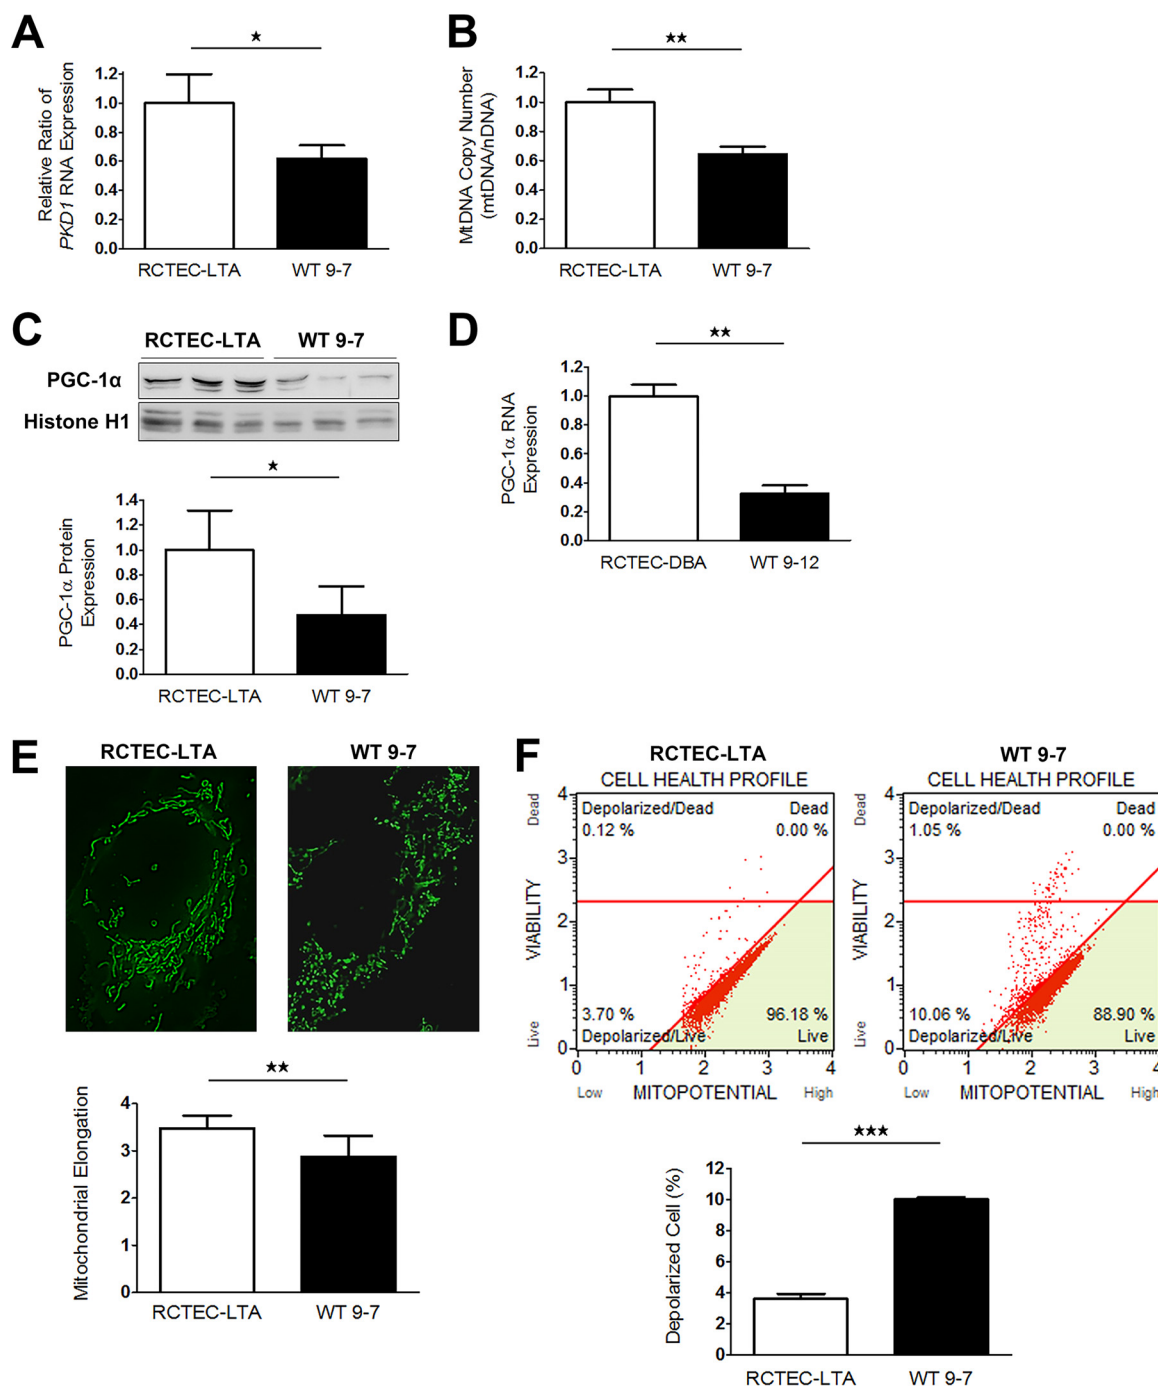 A
★
Relative Ratio of
PKD1 RNA Expression
1.2
1.0
0.8
0.6
0.4
0.2
0.0
RCTEC-LTA
WT 9-7
B
★★
MtDNA Copy Number
(mtDNA/nDNA)
1.2
1.0
0.8
0.6
0.4
0.2
0.0
RCTEC-LTA
WT 9-7
C
RCTEC-LTA
WT 9-7
PGC-1α
Histone H1
★
PGC-1α Protein
Expression
1.4
1.2
1.0
0.8
0.6
0.4
0.2
0.0
RCTEC-LTA
WT 9-7
D
★★
PGC-1α RNA
Expression
1.2
1.0
0.8
0.6
0.4
0.2
0.0
RCTEC-DBA
WT 9-12
E
RCTEC-LTA
WT 9-7
★★
Mitochondrial Elongation
4
3
2
1
0
RCTEC-LTA
WT 9-7
F
RCTEC-LTA
CELL HEALTH PROFILE
Depolarized/Dead
Dead
0.12 %
0.00 %
3.70 %
96.18 %
Depolarized/Live
Live
Dead
VIABILITY
Live
4
3
2
1
0
0
1
2
3
4
Low
MITOPOTENTIAL
High
WT 9-7
CELL HEALTH PROFILE
Depolarized/Dead
Dead
1.05 %
0.00 %
10.06 %
88.90 %
Depolarized/Live
Live
Dead
VIABILITY
Live
4
3
2
1
0
0
1
2
3
4
Low
MITOPOTENTIAL
High
★★★
Depolarized Cell (%)
12
10
8
6
4
2
0
RCTEC-LTA
WT 9-7